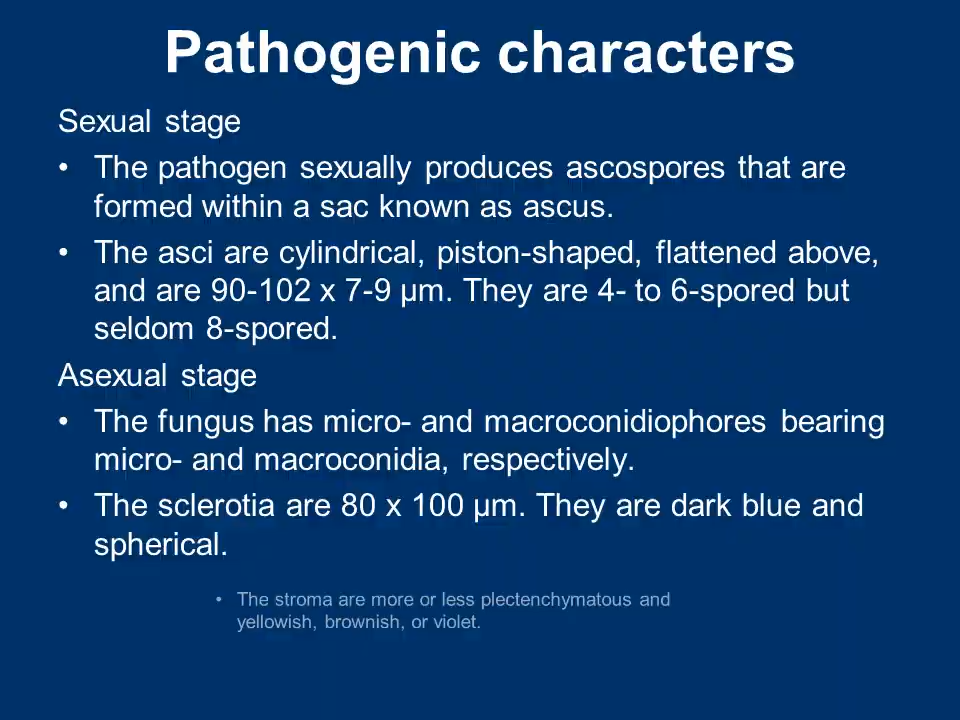 Pathogenic characters
Sexual stage
• The pathogen sexually produces ascospores that are
formed within a sac known as ascus.
• The asci are cylindrical, piston-shaped, flattened above,
and are 90-102 x 7-9 µm. They are 4- to 6-spored but
seldom 8-spored.
Asexual stage
• The fungus has micro- and macroconidiophores bearing
micro- and macroconidia, respectively.
• The sclerotia are 80 x 100 µm. They are dark blue and
spherical.
• The stroma are more or less plectenchymatous and
yellowish, brownish, or violet.